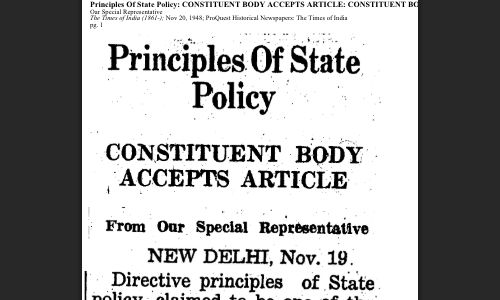 Principles Of State Policy: CONSTITUENT BODY ACCEPTS ARTICLE: CONSTITUENT BO
Our Special Representative
The Times of India (1861-); Nov 20, 1948; ProQuest Historical Newspapers: The Times of India
pg. 1
Principles Of State
Policy
CONSTITUENT BODY
ACCEPTS ARTICLE
From Our Special Representative
NEW DELHI, Nov. 19.
Directive principles of State
policy, claimed to be one of the